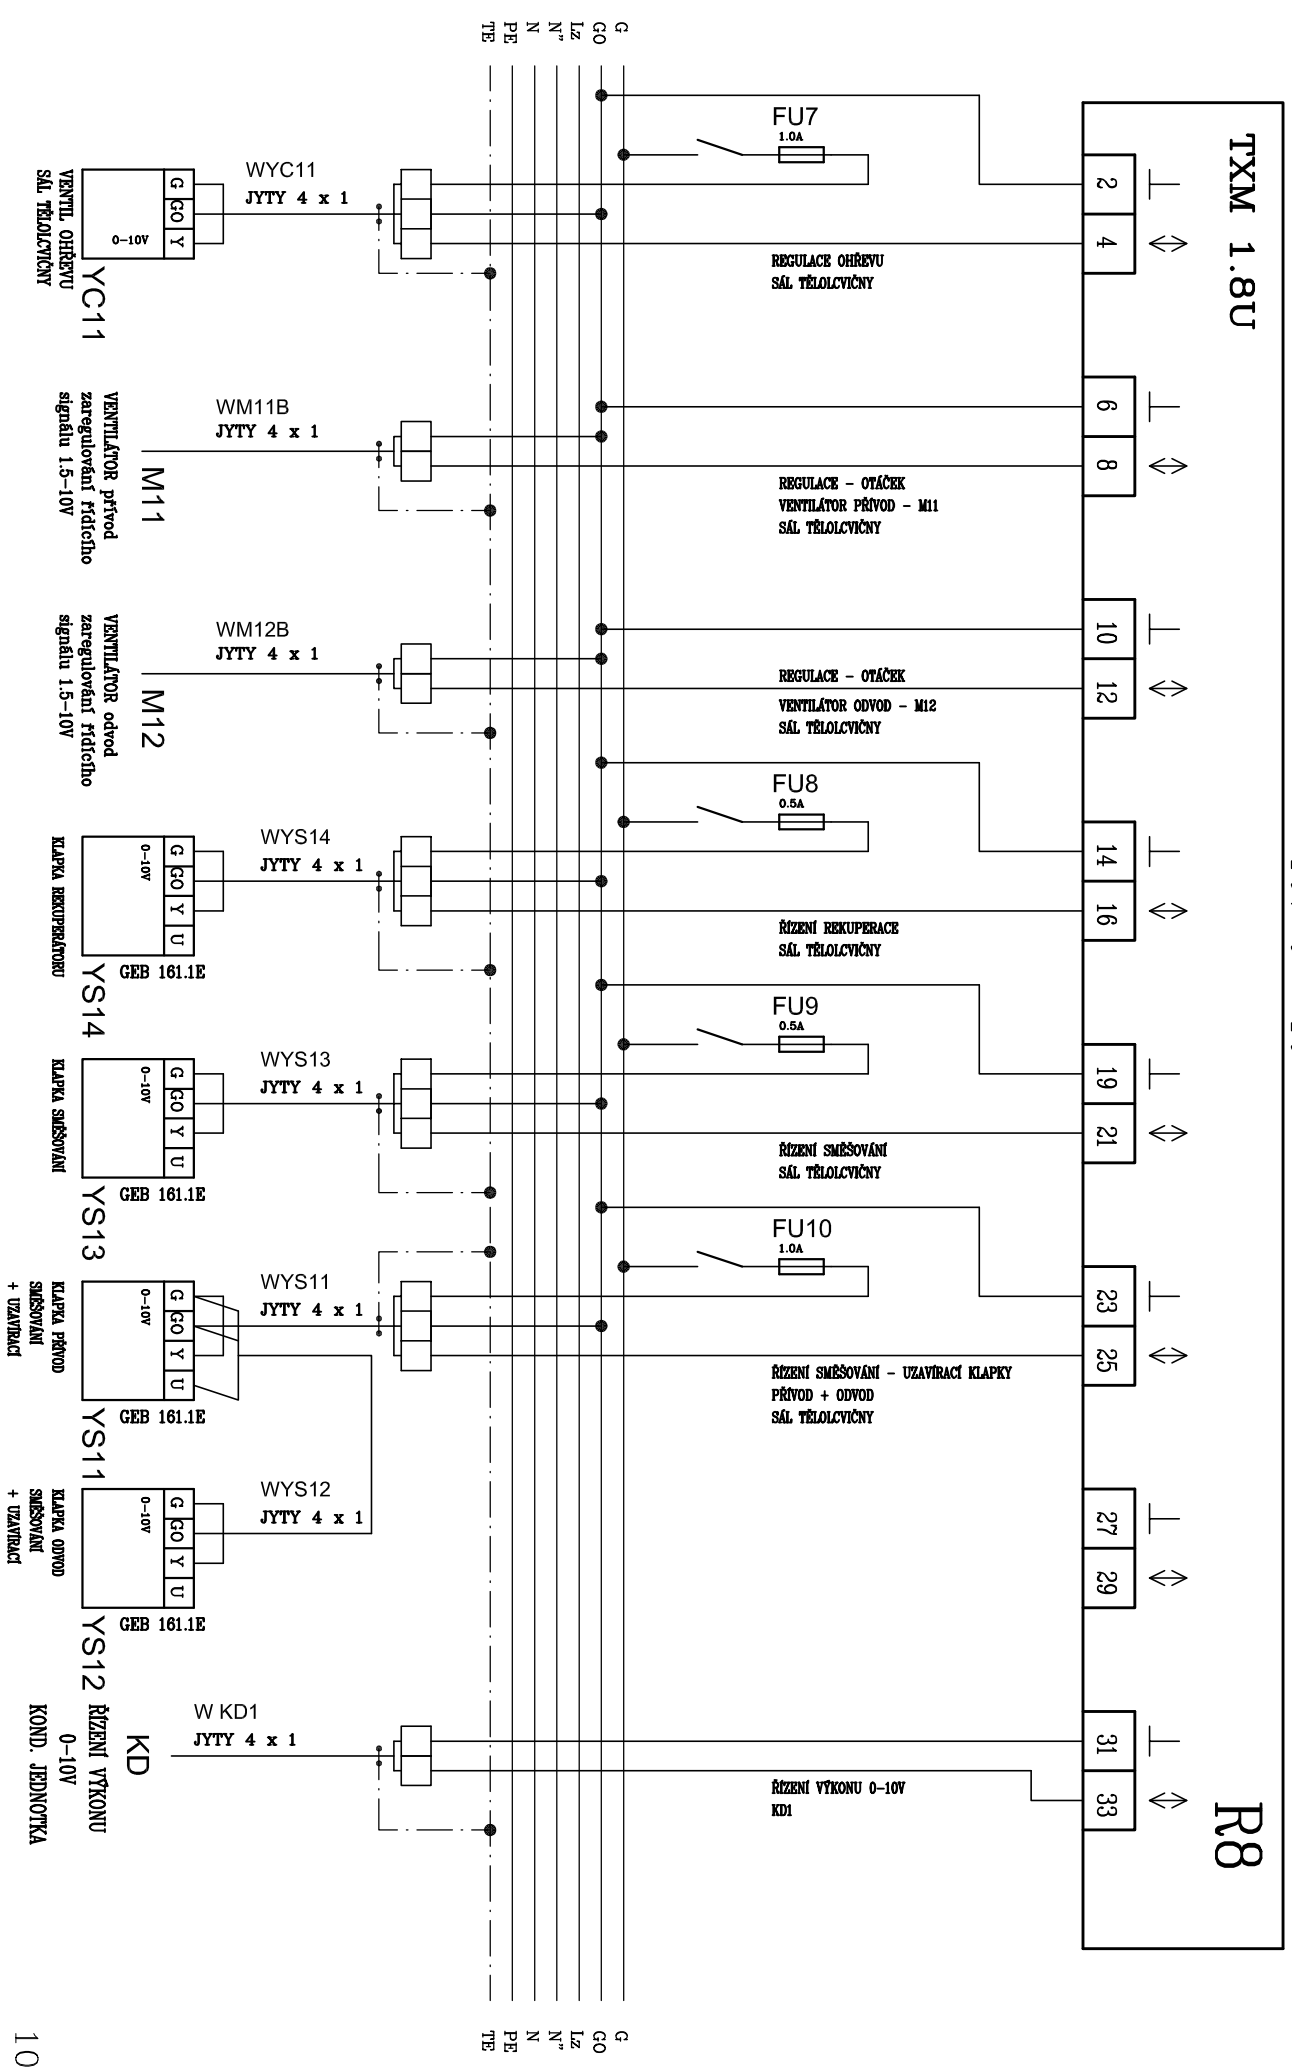 TXM 1.8U
R8
2
4
6
8
10
12
14
16
19
21
23
25
27
29
31
33
G
GO
Lz
N"
N
PE
TE
FU7
1.0A
REGULACE OHŘEVU
SÁL TĚLOLCVIČNY
WYC11
JYTY 4 x 1
G
GO
Y
0-10V
YC11
VENTIL OHŘEVU
SÁL TĚLOLCVIČNY
REGULACE - OTÁČEK
VENTILÁTOR PŘÍVOD - M11
SÁL TĚLOLCVIČNY
WM11B
JYTY 4 x 1
M11
VENTILÁTOR přívod
zaregulování řídícího
signálu 1.5-10V
REGULACE - OTÁČEK
VENTILÁTOR ODVOD - M12
SÁL TĚLOLCVIČNY
WM12B
JYTY 4 x 1
M12
VENTILÁTOR odvod
zaregulování řídícího
signálu 1.5-10V
FU8
0.5A
ŘÍZENÍ REKUPERACE
SÁL TĚLOLCVIČNY
WYS14
JYTY 4 x 1
G
GO
Y
U
0-10V
GEB 161.1E
YS14
KLAPKA REKUPERÁTORU
FU9
0.5A
ŘÍZENÍ SMĚŠOVÁNÍ
SÁL TĚLOLCVIČNY
WYS13
JYTY 4 x 1
G
GO
Y
U
0-10V
GEB 161.1E
YS13
KLAPKA SMĚŠOVÁNÍ
FU10
1.0A
ŘÍZENÍ SMĚŠOVÁNÍ - UZAVÍRACÍ KLAPKY
PŘÍVOD + ODVOD
SÁL TĚLOLCVIČNY
WYS11
JYTY 4 x 1
G
GO
Y
U
0-10V
GEB 161.1E
YS11
KLAPKA PŘÍVOD
SMĚŠOVÁNÍ
+ UZAVÍRACÍ
WYS12
JYTY 4 x 1
G
GO
Y
U
0-10V
GEB 161.1E
YS12
KLAPKA ODVOD
SMĚŠOVÁNÍ
+ UZAVÍRACÍ
ŘÍZENÍ VÝKONU 0-10V
KD1
W KD1
JYTY 4 x 1
KD
ŘÍZENÍ VÝKONU
0-10V
KOND. JEDNOTKA
G
GO
Lz
N"
N
PE
TE
10